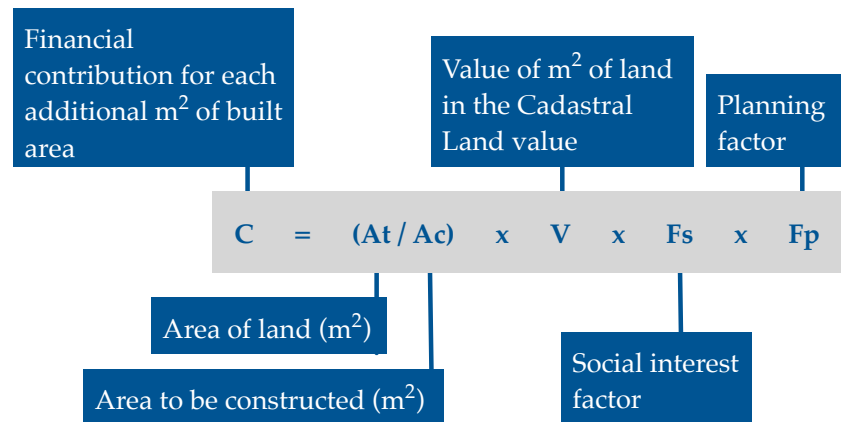 Financial
contribution for each
additional m² of built
area
Value of m² of land
in the Cadastral
Land value
Planning
factor
C = (At / Ac) x V x Fs x Fp
Area of land (m²)
Area to be constructed (m²)
Social interest
factor